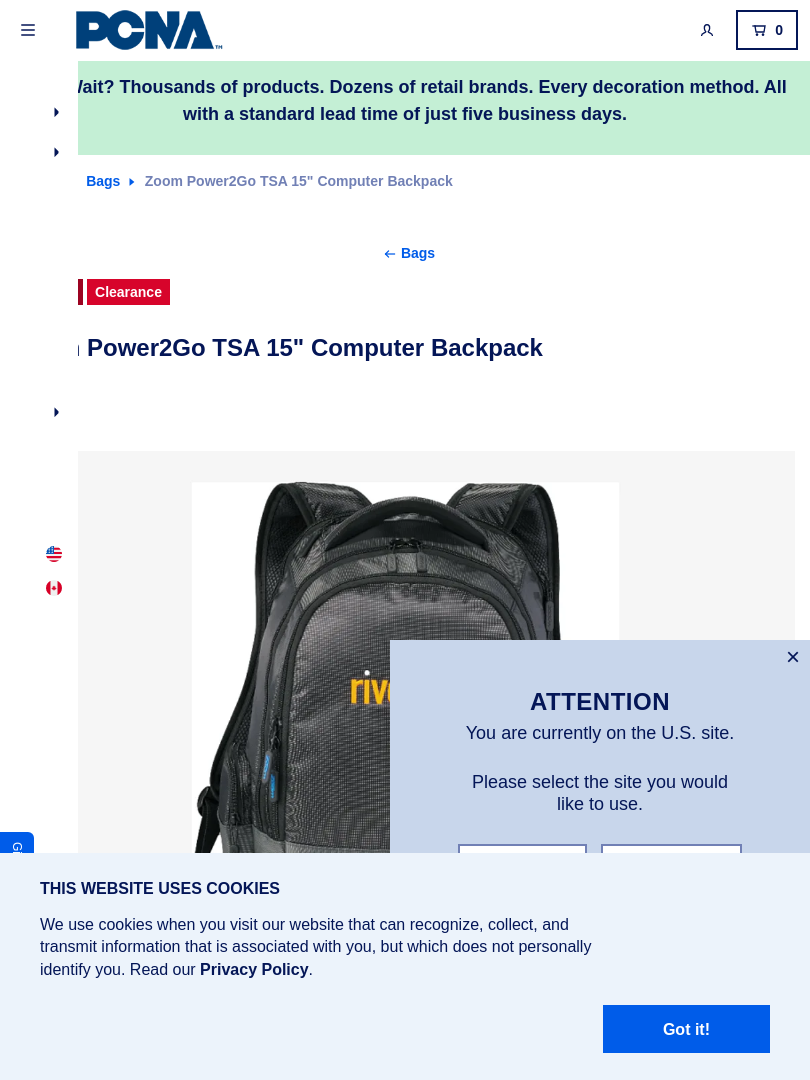 PCNA
TM
0
Wait? Thousands of products. Dozens of retail brands. Every decoration method. All
with a standard lead time of just five business days.
Bags
Zoom Power2Go TSA 15" Computer Backpack
Bags
Clearance
Power2Go TSA 15" Computer Backpack
ATTENTION
You are currently on the U.S. site.
Please select the site you would
like to use.
THIS WEBSITE USES COOKIES
We use cookies when you visit our website that can recognize, collect, and
transmit information that is associated with you, but which does not personally
identify you. Read our Privacy Policy.
Got it!